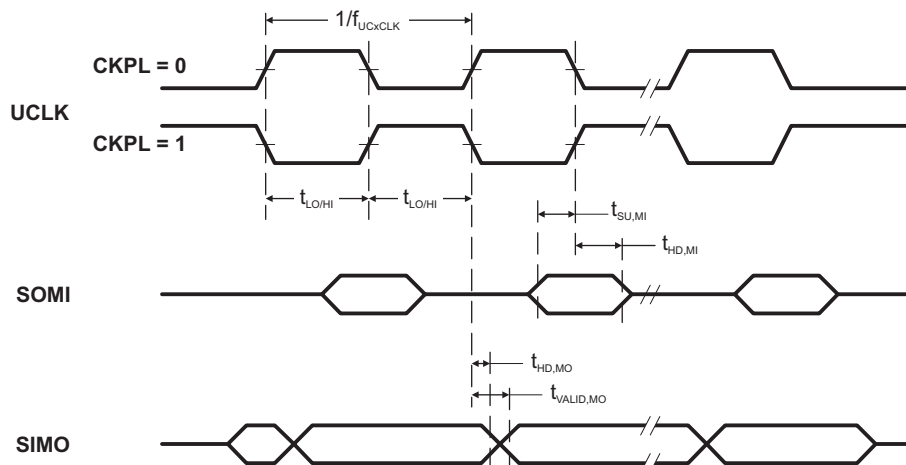 1/fUCxCLK
CKPL = 0
UCLK
CKPL = 1
tLO/HI tLO/HI
tSU,MI
tHD,MI
SOMI
tHD,MO
tVALID,MO
SIMO